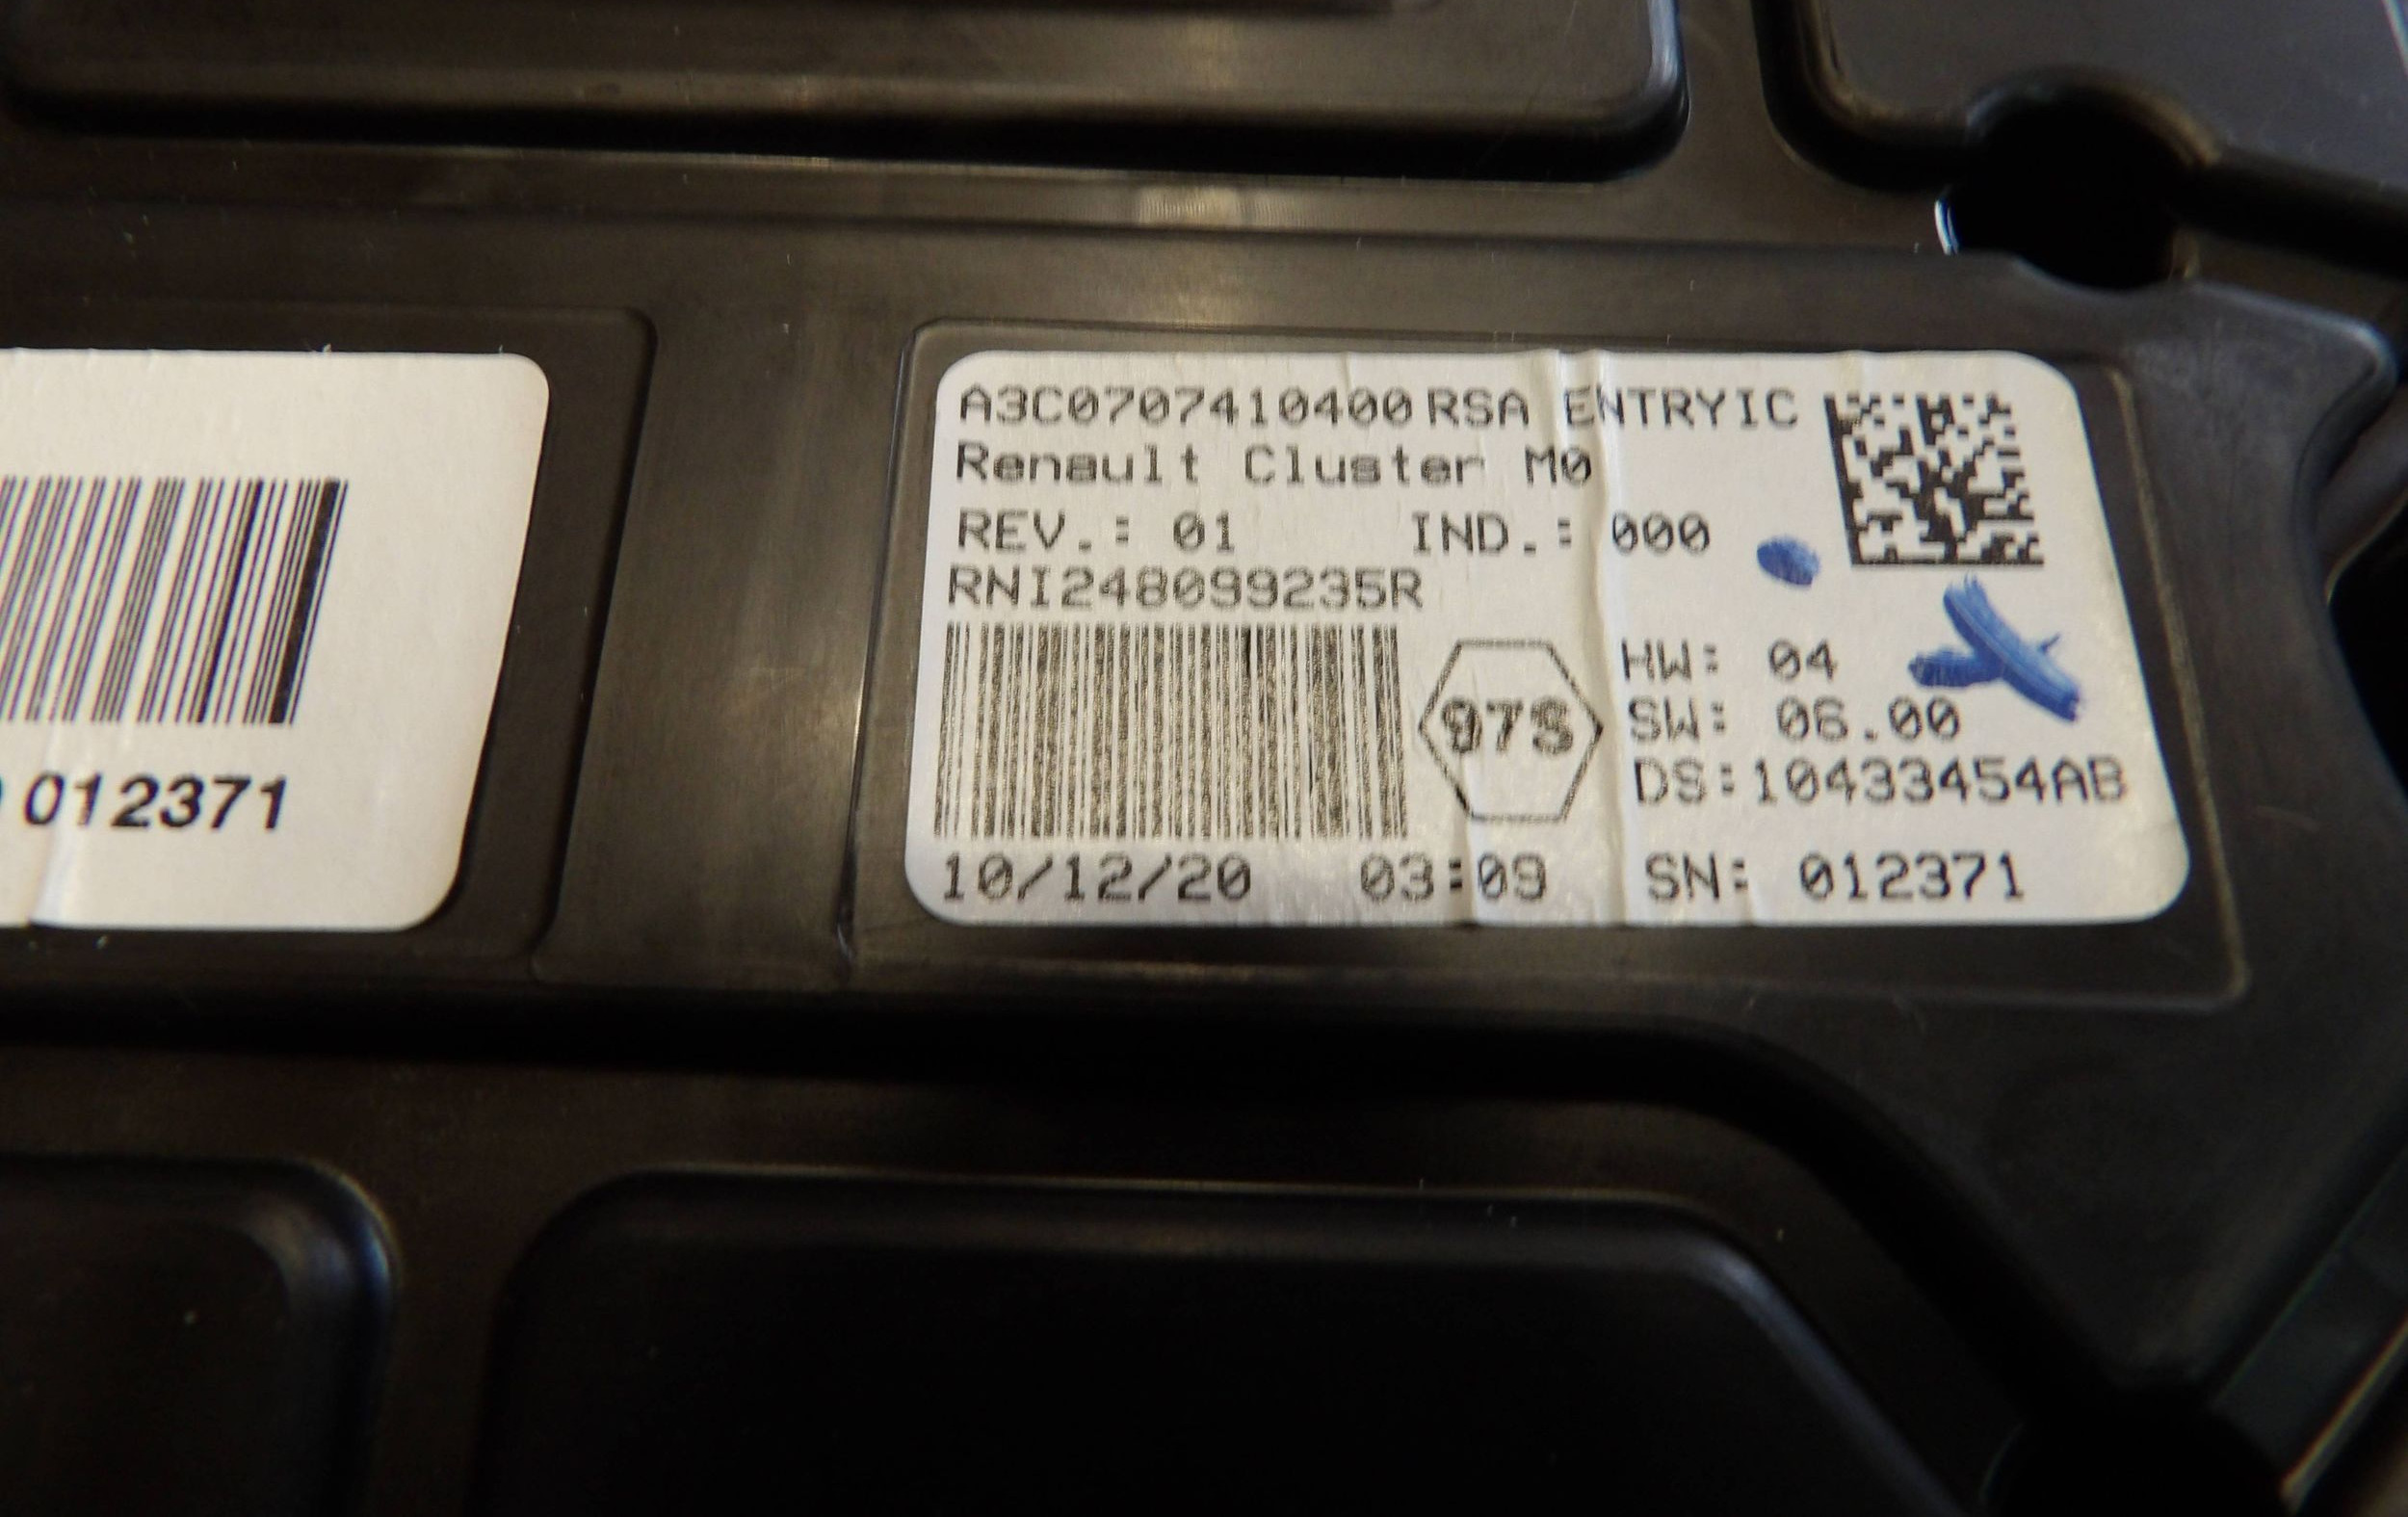 A3C0707410400 RSA ENTRYIC
Renault Cluster M0
REV.: 01 IND.: 000
RNI248099235R
97S
HW: 04
SW: 06.00
DS:10433454AB
10/12/20 03:09 SN: 012371
012371